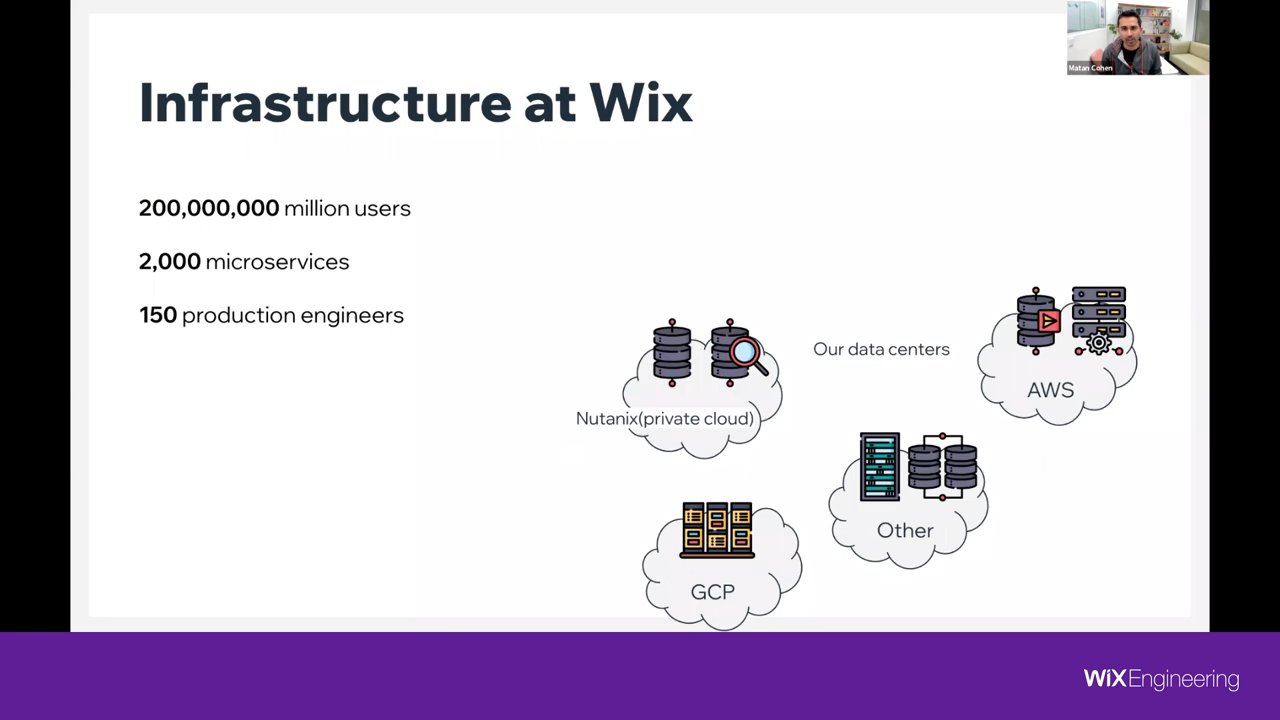 Matan Cohen
Infrastructure at Wix
200,000,000 million users
2,000 microservices
150 production engineers
Our data centers
AWS
Nutanix(private cloud)
Other
GCP
WiX Engineering